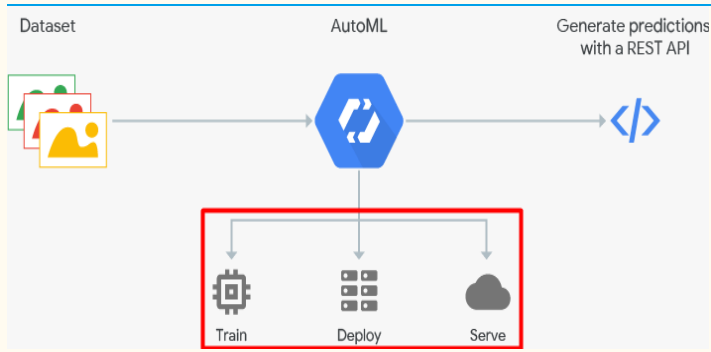 Dataset
AutoML
Generate predictions
with a REST API
Train
Deploy
Serve